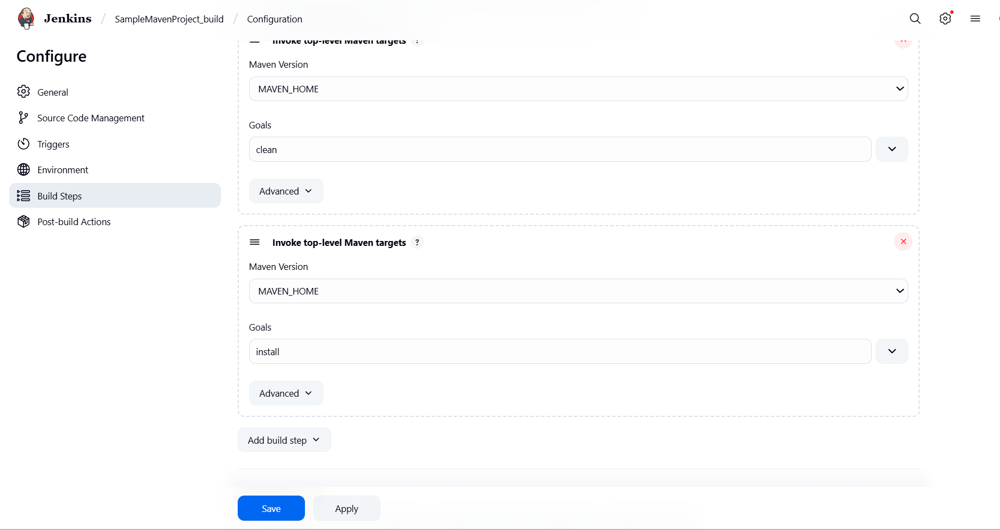 Jenkins / SampleMavenProject_build / Configuration
Configure
General
Source Code Management
Triggers
Environment
Build Steps
Post-build Actions
Invoke top-level Maven targets ?
Maven Version
MAVEN_HOME
Goals
clean
Advanced
Invoke top-level Maven targets ?
Maven Version
MAVEN_HOME
Goals
install
Advanced
Add build step
Save Apply